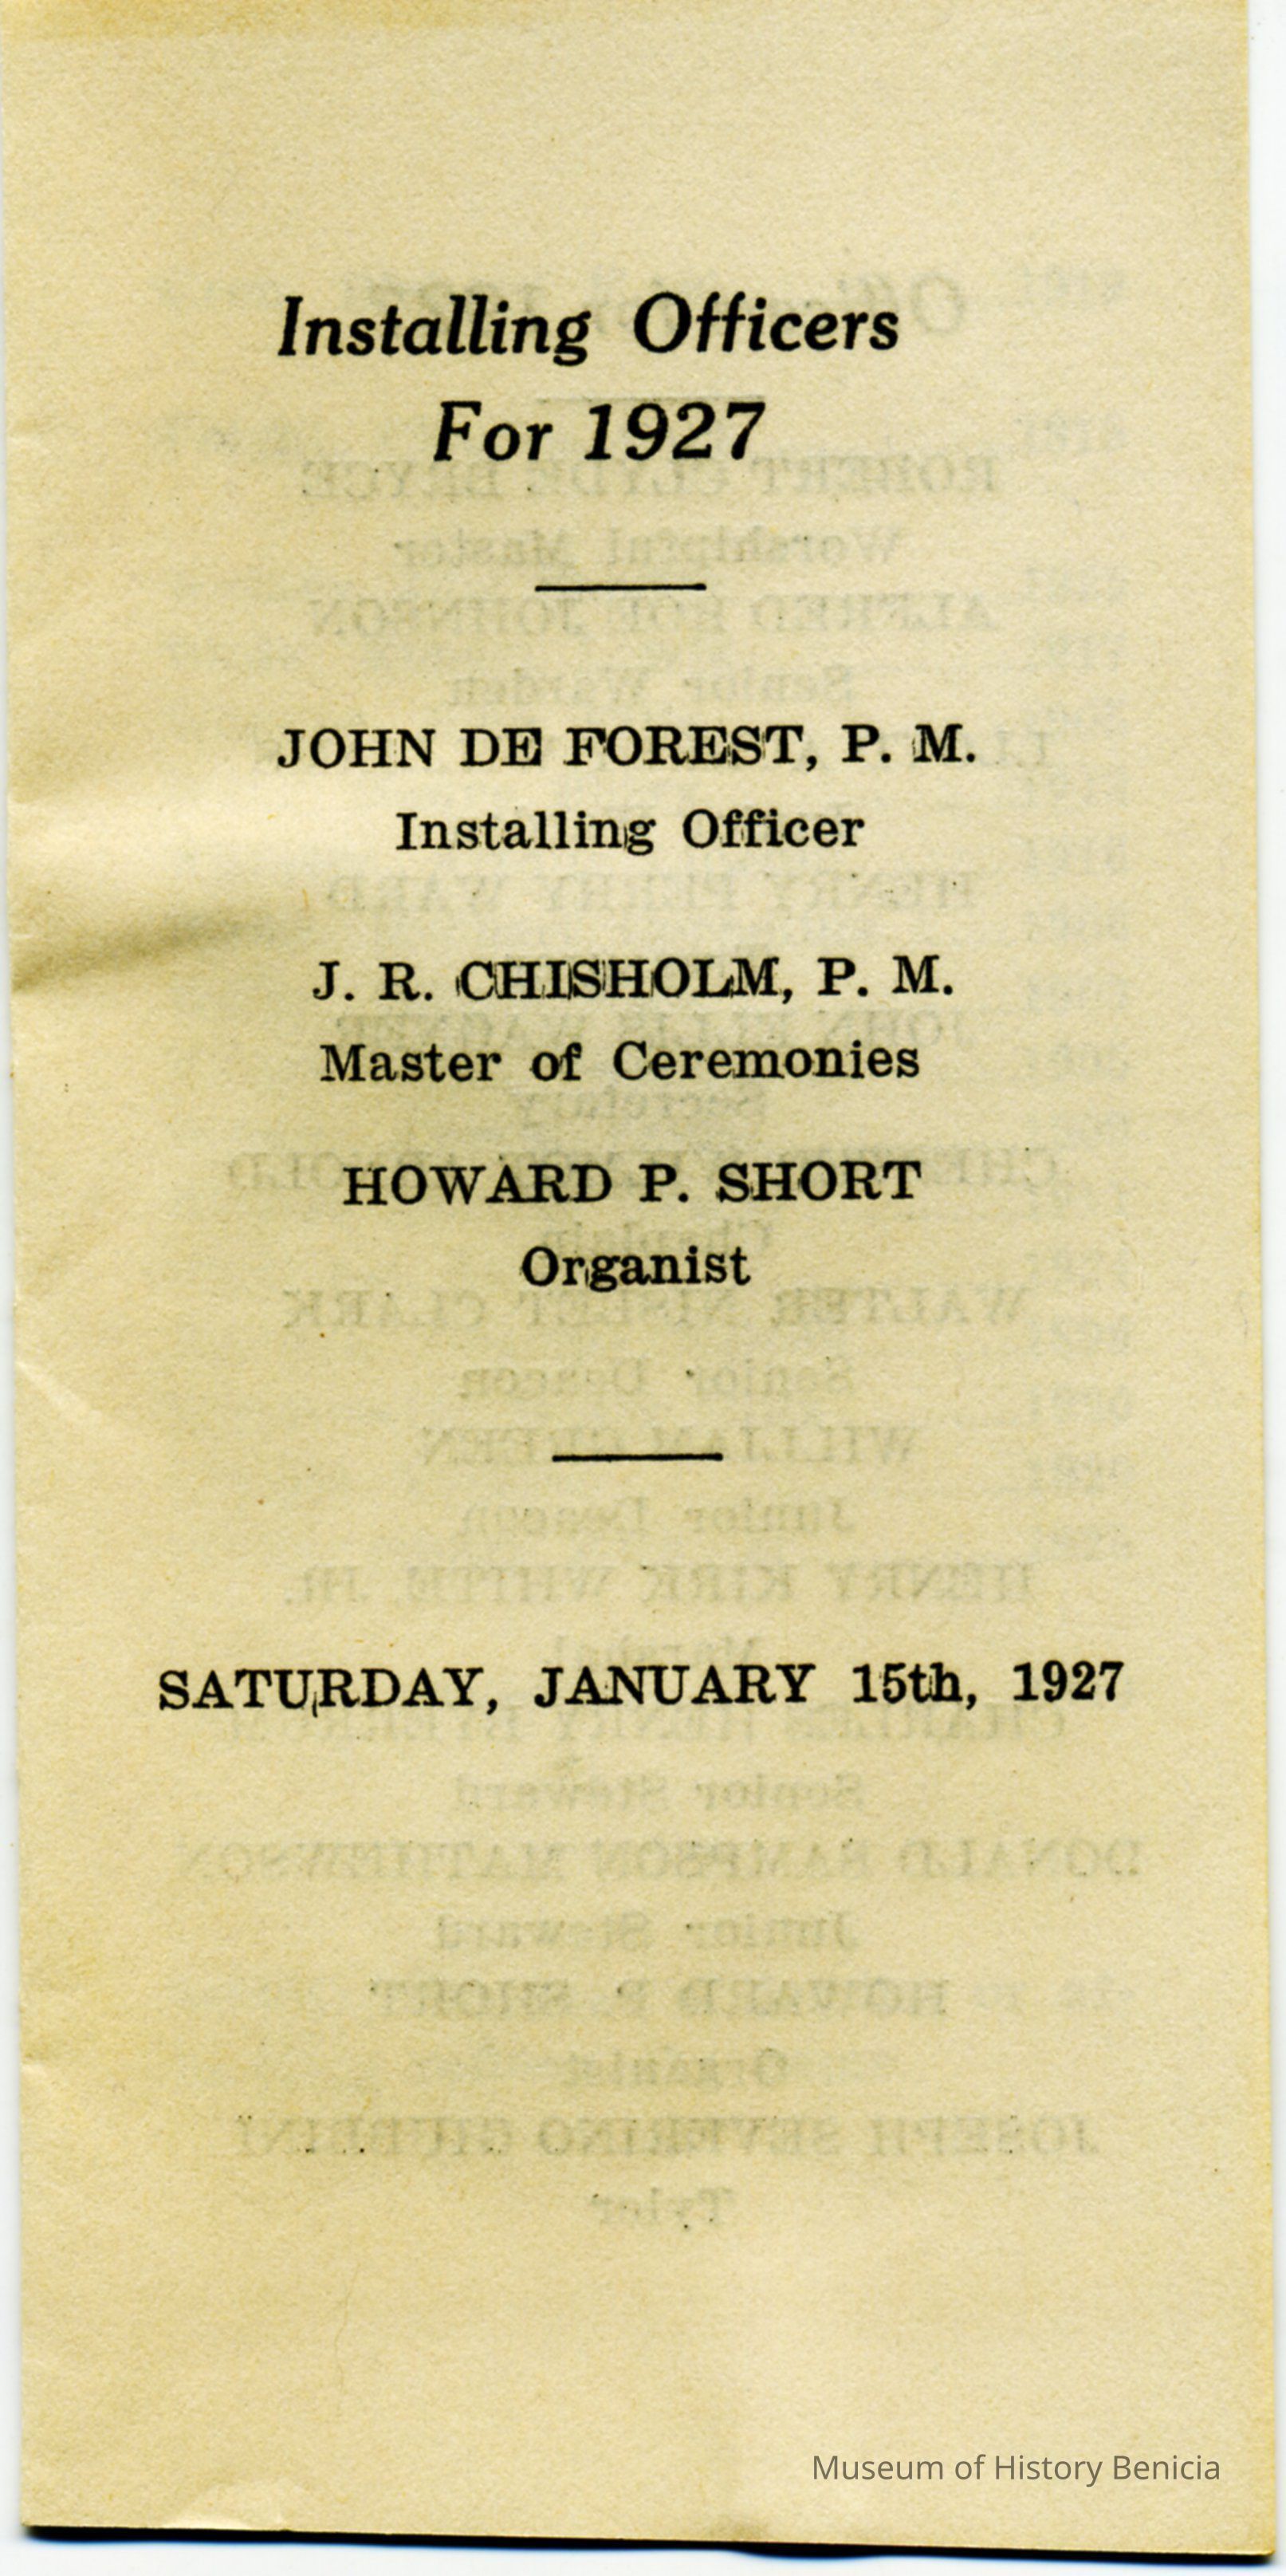 Installing Officers
For 1927
JOHN DE FOREST, P. M.
Installing Officer
J. R. CHISHOLM, P. M.
Master of Ceremonies
HOWARD P. SHORT
Organist
SATURDAY, JANUARY 15th, 1927
Museum of History Benicia